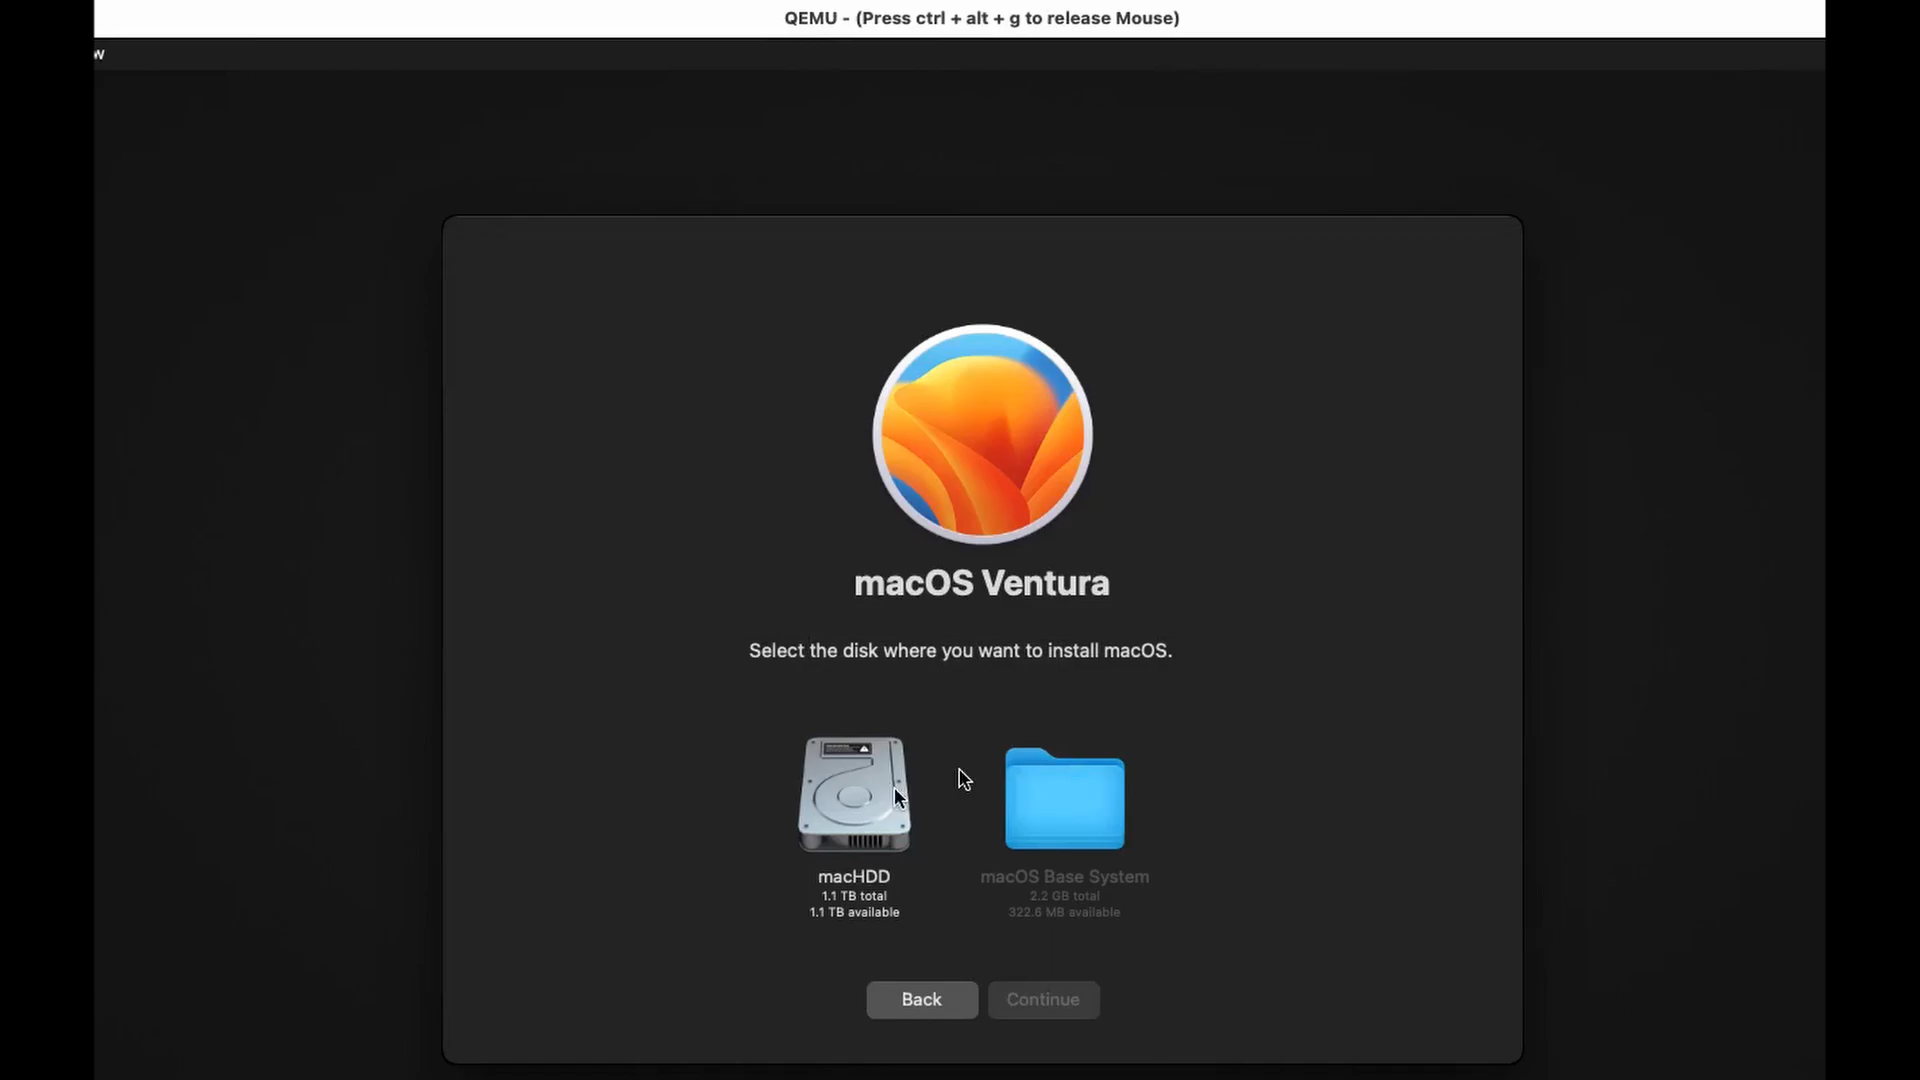 QEMU - (Press ctrl + alt + g to release Mouse)
w
macOS Ventura
Select the disk where you want to install macOS.
macHDD
1.1 TB total
1.1 TB available
macOS Base System
2.2 GB total
322.6 MB available
Back
Continue